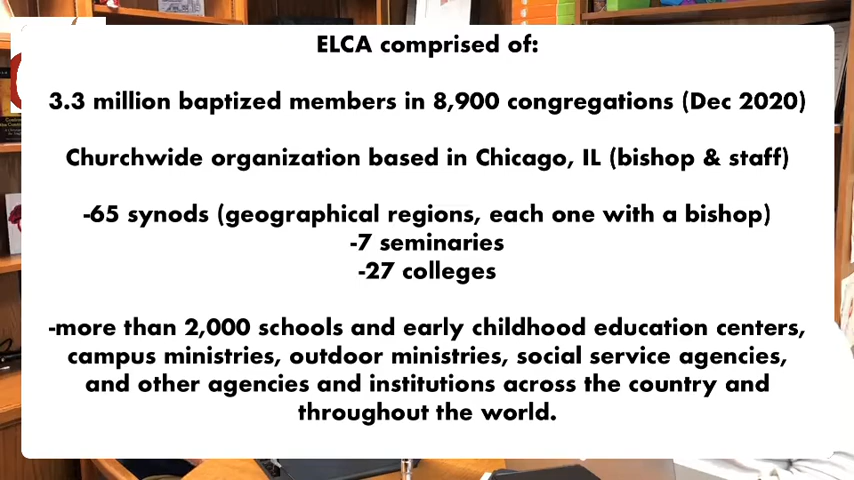 ELCA comprised of:
3.3 million baptized members in 8,900 congregations (Dec 2020)
Churchwide organization based in Chicago, IL (bishop & staff)
-65 synods (geographical regions, each one with a bishop)
-7 seminaries
-27 colleges
-more than 2,000 schools and early childhood education centers,
campus ministries, outdoor ministries, social service agencies,
and other agencies and institutions across the country and
throughout the world.